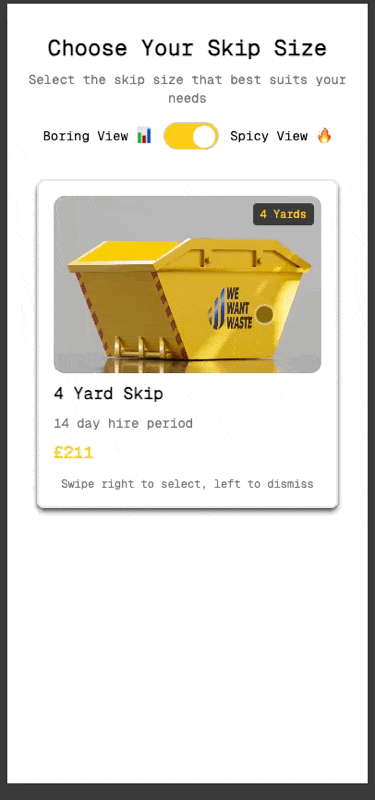 Choose Your Skip Size
Select the skip size that best suits your
needs
Boring View 📊 Spicy View 🔥
4 Yards
WE
WANT
WASTE
4 Yard Skip
14 day hire period
£211
Swipe right to select, left to dismiss